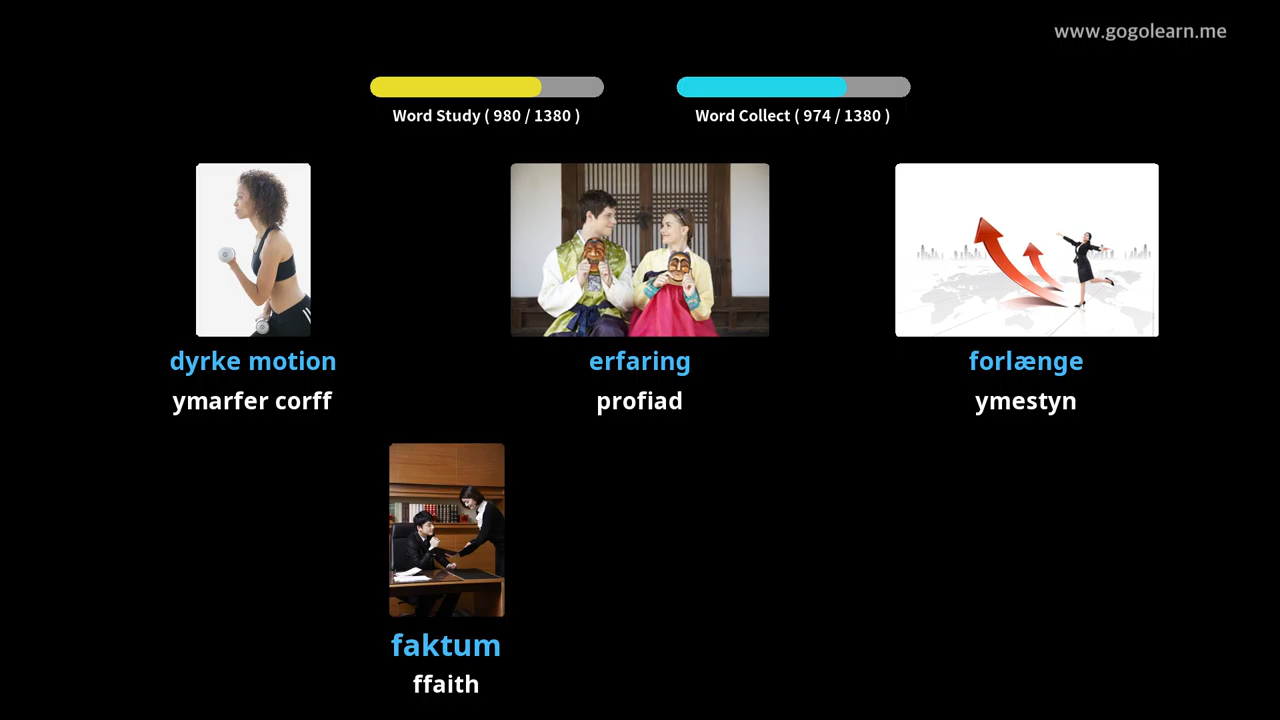 www.gogolearn.me
Word Study ( 980 / 1380 )
Word Collect ( 974 / 1380 )
dyrke motion
ymarfer corff
erfaring
profiad
forlænge
ymestyn
faktum
ffaith